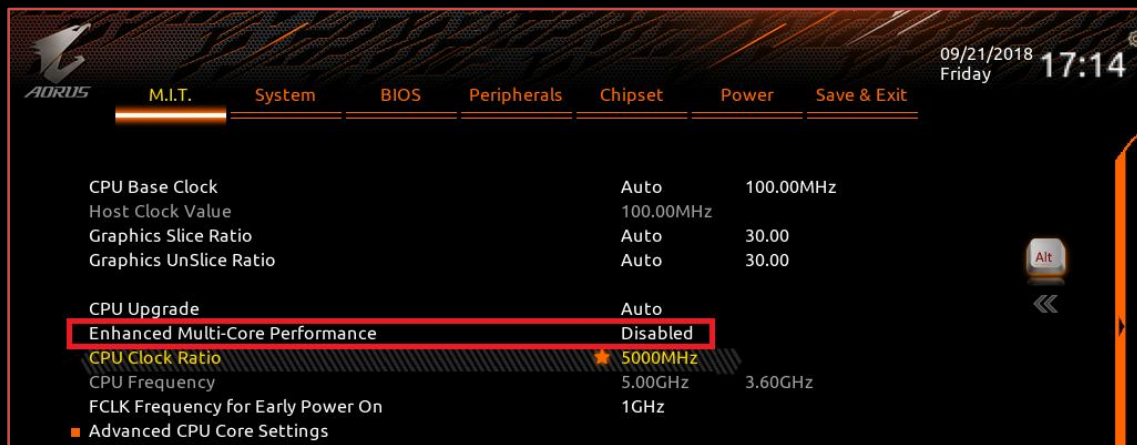 09/21/2018 17:14
Friday
AORUS
M.I.T. System BIOS Peripherals Chipset Power Save & Exit
CPU Base Clock Auto 100.00MHz
Host Clock Value 100.00MHz
Graphics Slice Ratio Auto 30.00
Graphics UnSlice Ratio Auto 30.00
Alt
CPU Upgrade Auto
Enhanced Multi-Core Performance Disabled
CPU Clock Ratio 5000MHz
CPU Frequency 5.00GHz 3.60GHz
FCLK Frequency for Early Power On 1GHz
Advanced CPU Core Settings